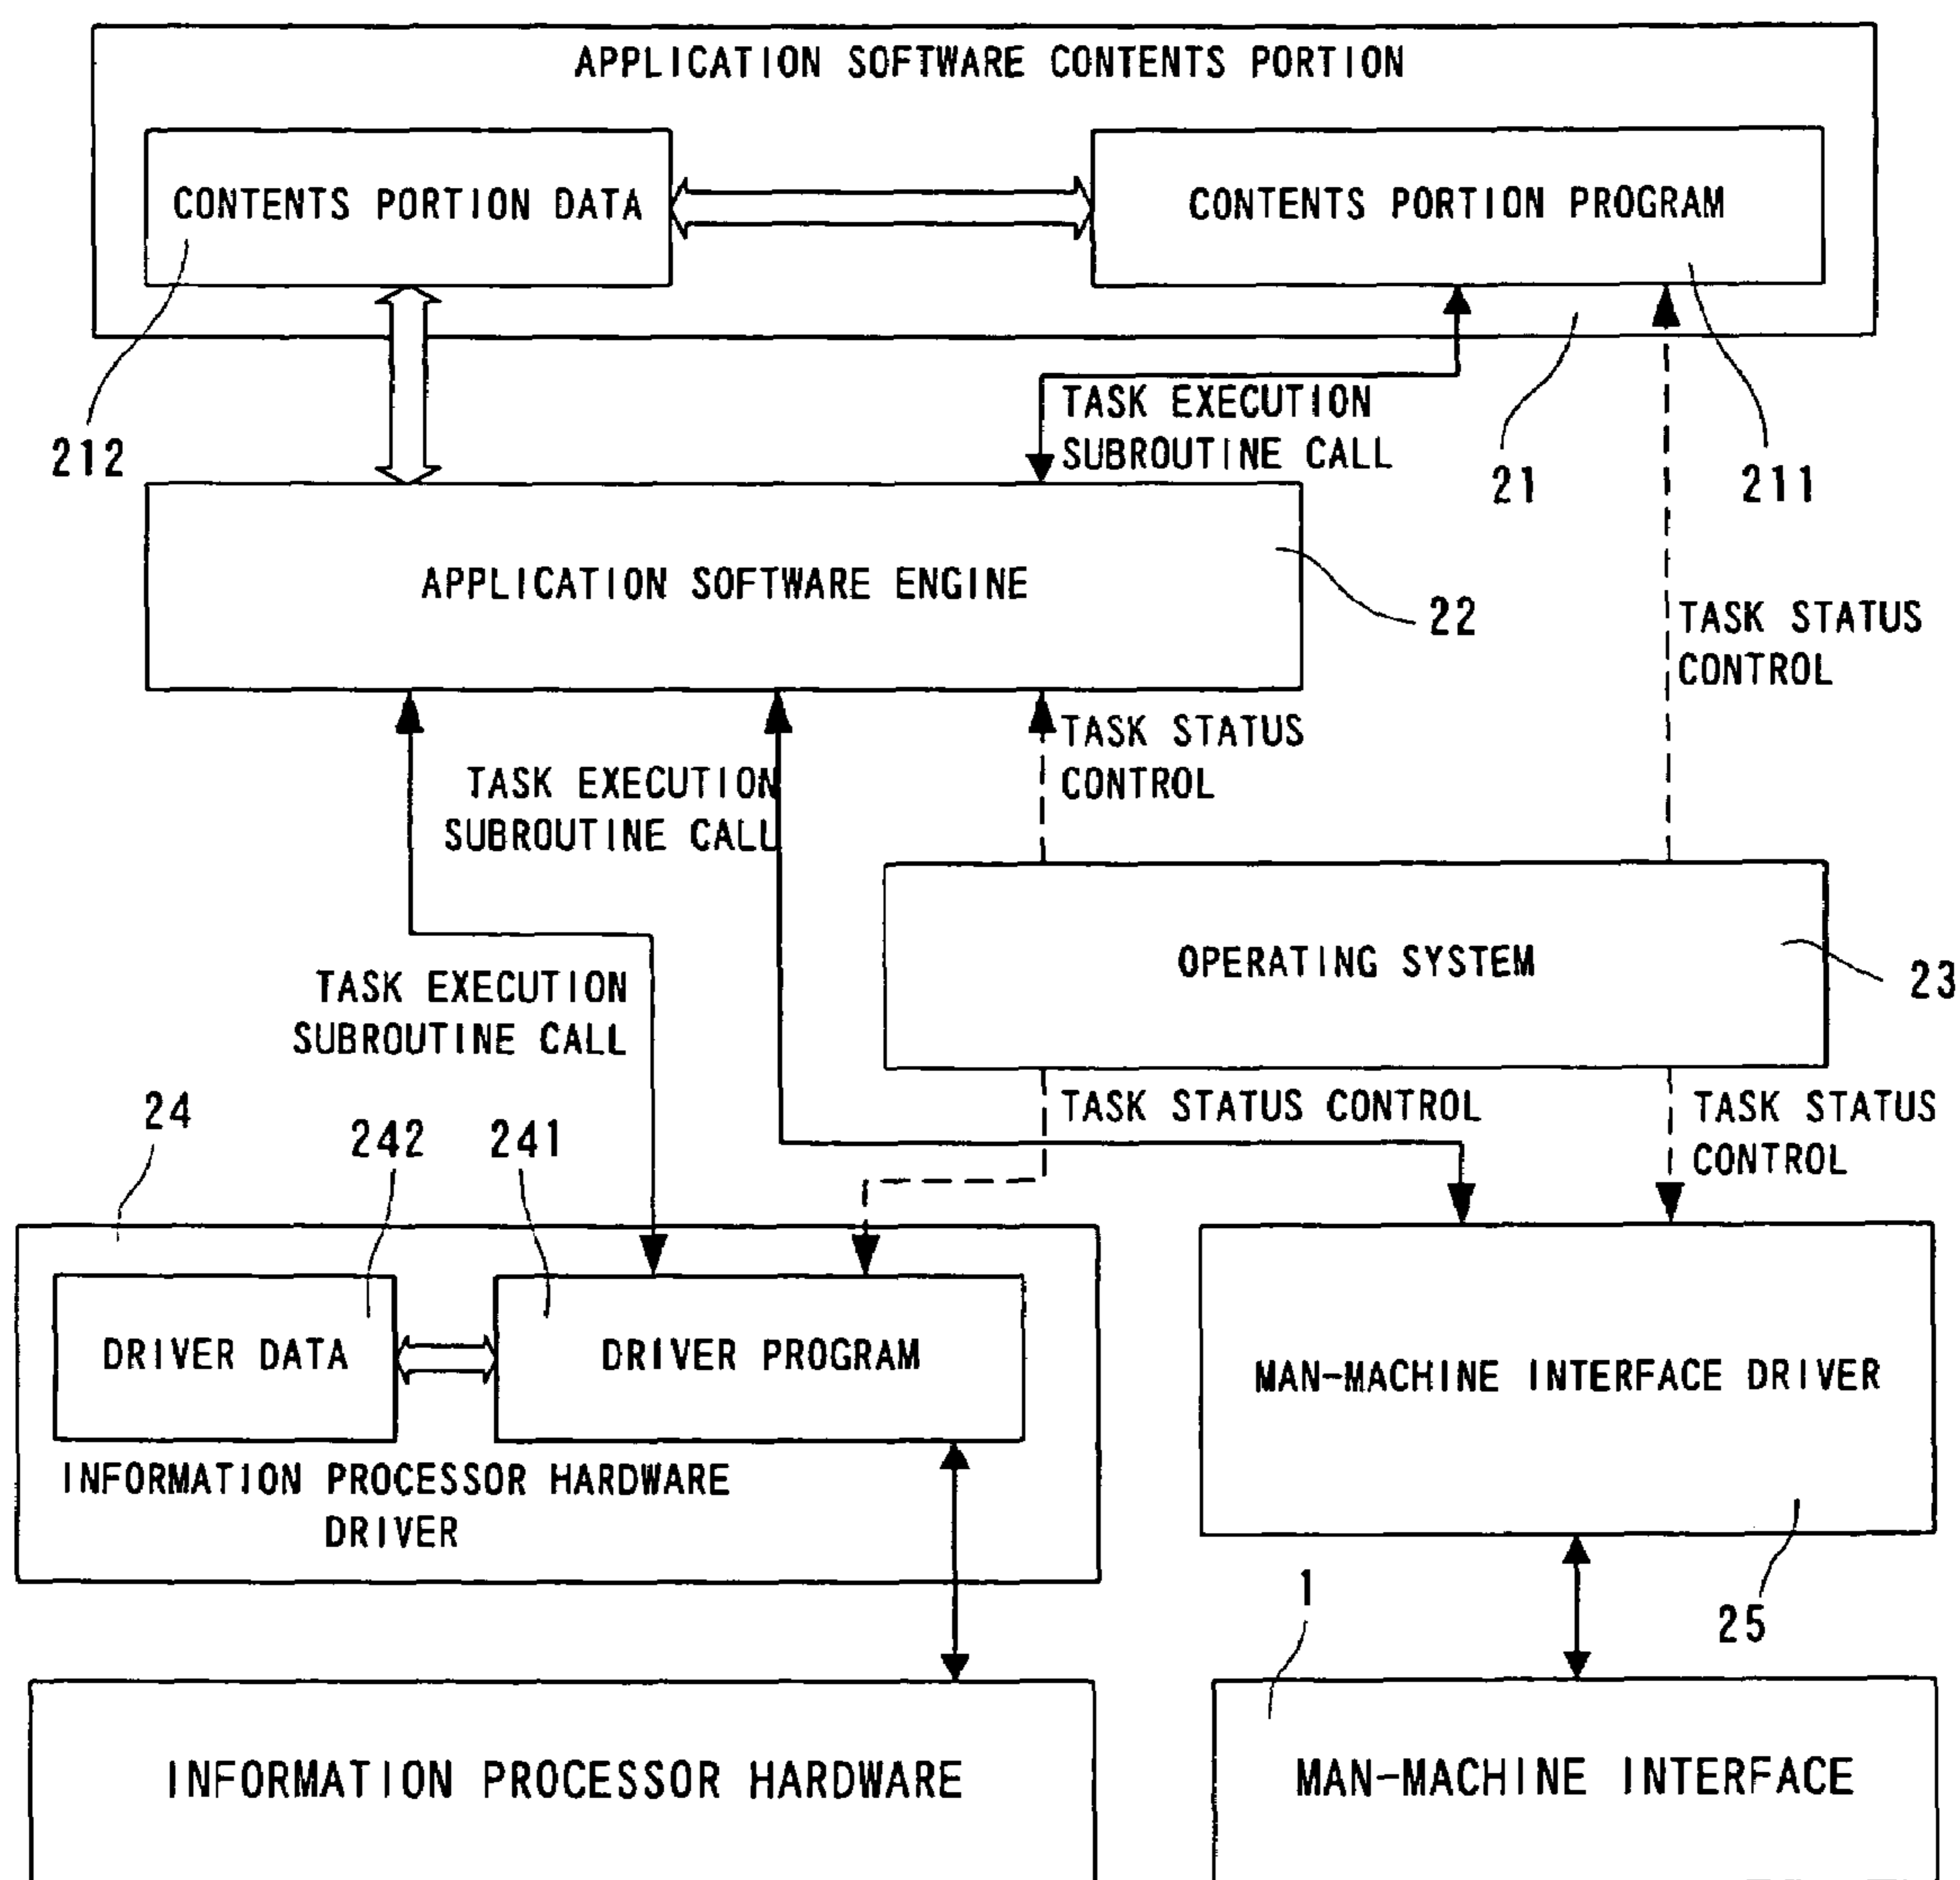 APPLICATION SOFTWARE CONTENTS PORTION
CONTENTS PORTION DATA
CONTENTS PORTION PROGRAM
TASK EXECUTION
SUBROUTINE CALL
212
21
211
APPLICATION SOFTWARE ENGINE
22
TASK STATUS
CONTROL
TASK STATUS
CONTROL
TASK EXECUTION
SUBROUTINE CALL
OPERATING SYSTEM
23
TASK EXECUTION
SUBROUTINE CALL
TASK STATUS CONTROL
TASK STATUS
CONTROL
24
242
241
DRIVER DATA
DRIVER PROGRAM
MAN-MACHINE INTERFACE DRIVER
INFORMATION PROCESSOR HARDWARE
DRIVER
1
25
INFORMATION PROCESSOR HARDWARE
MAN-MACHINE INTERFACE